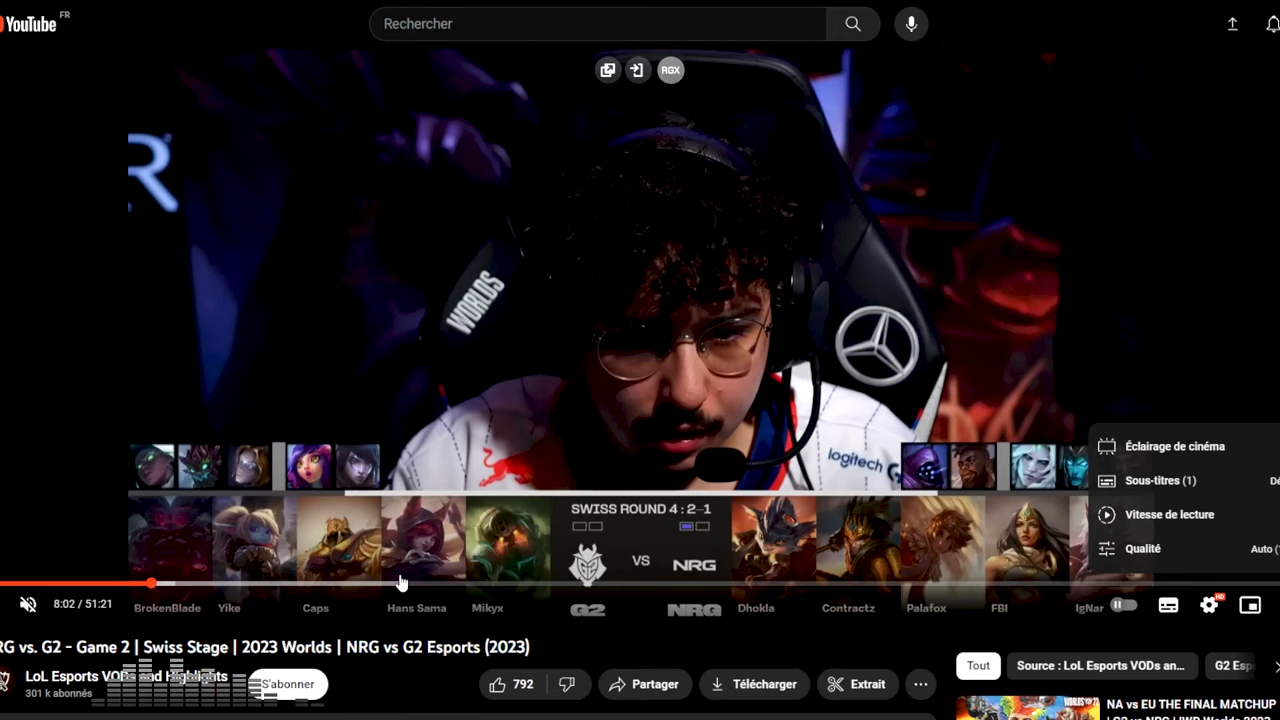 YouTube FR
Rechercher
RGX
R
WORLDS
logitech G
SWISS ROUND 4 : 2-1
VS
NRG
BrokenBlade Yike Caps Hans Sama Mikyx G2 NRG Dhokla Contractz Palafox FBI IgNar
Éclairage de cinéma
Sous-titres (1)
Vitesse de lecture
Qualité Auto (
8:02 / 51:21
HD
RG vs. G2 - Game 2 | Swiss Stage | 2023 Worlds | NRG vs G2 Esports (2023)
LoL Esports VODs and Highlights
301 k abonnés
S'abonner
792
Télécharger
Tout
Source : LoL Esports VODs an...
G2 Esp
NA vs EU THE FINAL MATCHUP